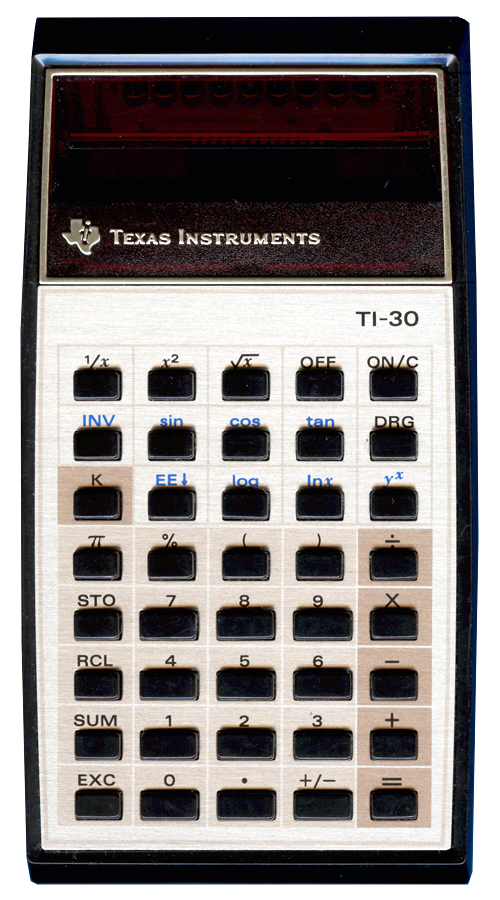 TEXAS INSTRUMENTS
TI-30
1/x x² √x OFF ON/C
INV sin cos tan DRG
K EE↓ log lnx yˣ
π % ( ) ÷
STO 7 8 9 X
RCL 4 5 6 −
SUM 1 2 3 +
EXC 0 • +/− =